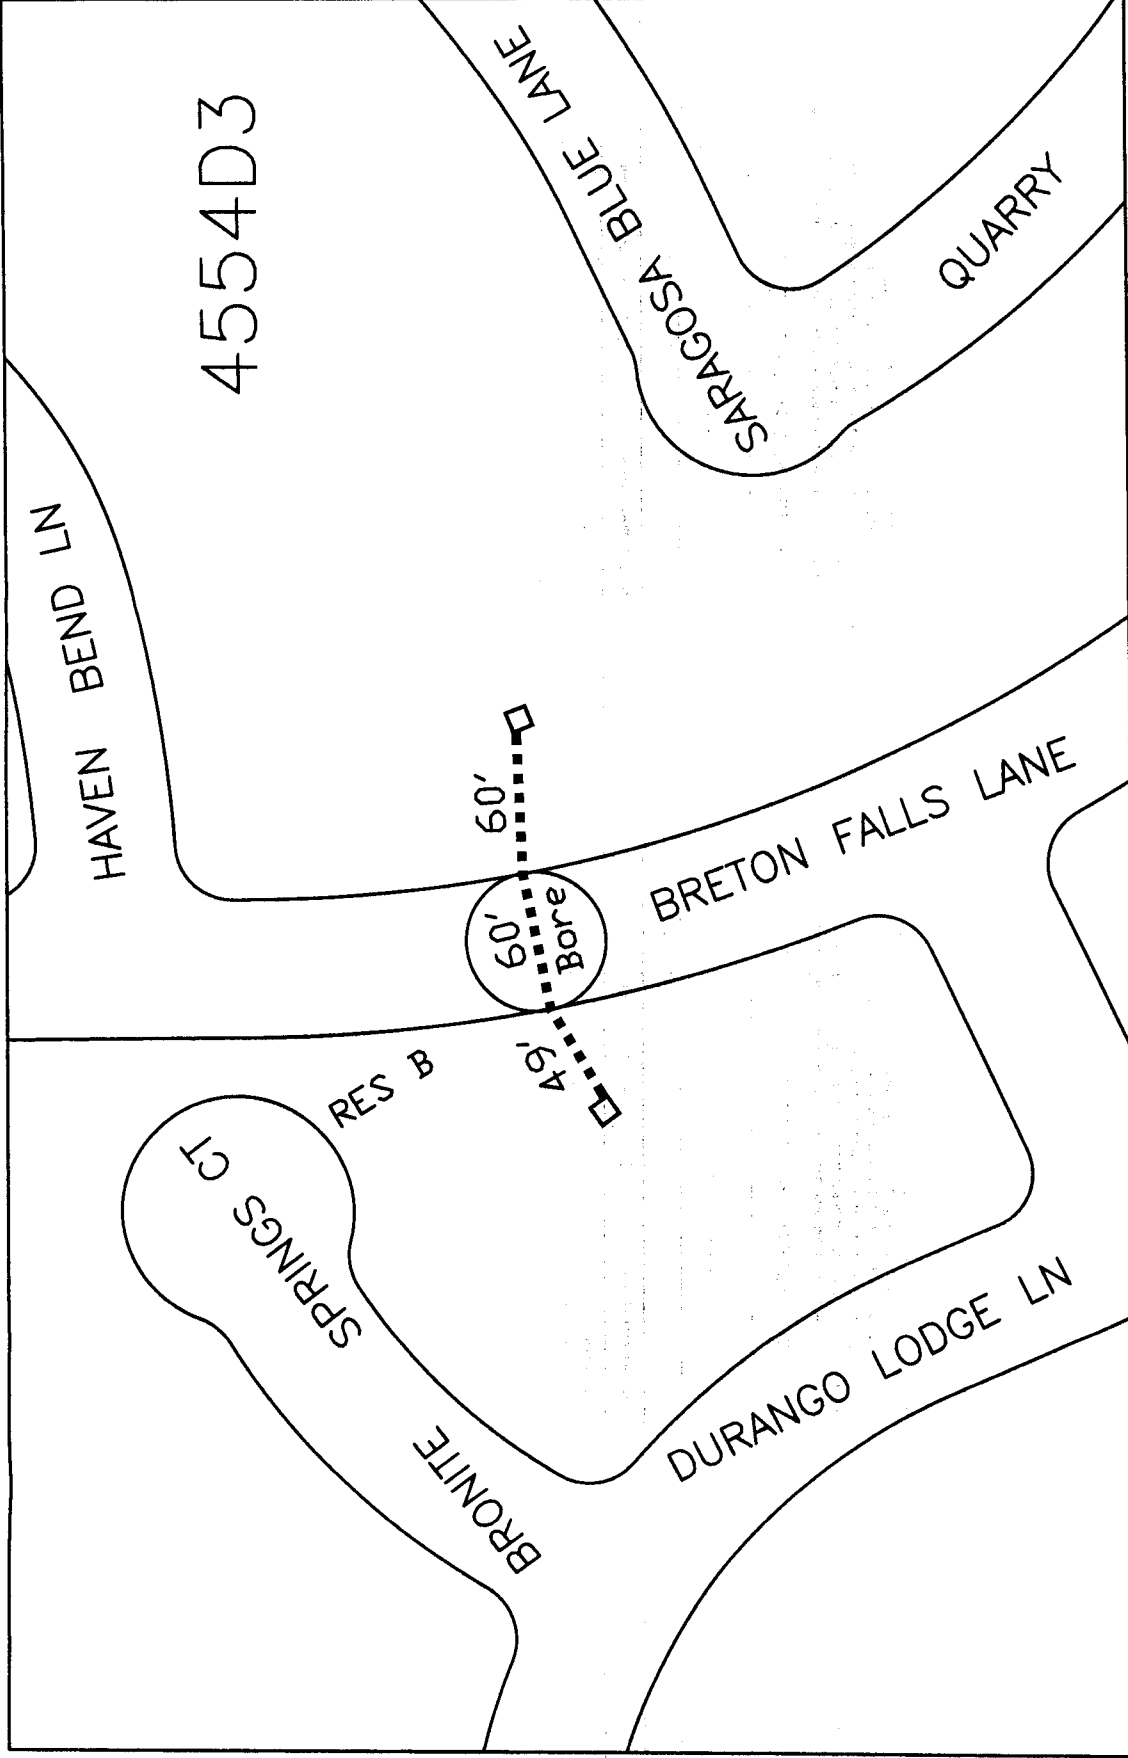 4554D3
HAVEN BEND LN
SARAGOSA BLUE LANE
QUARRY
60'
60'
Bore
49'
BRETON FALLS LANE
RES B
BRONITE SPRINGS CT
DURANGO LODGE LN